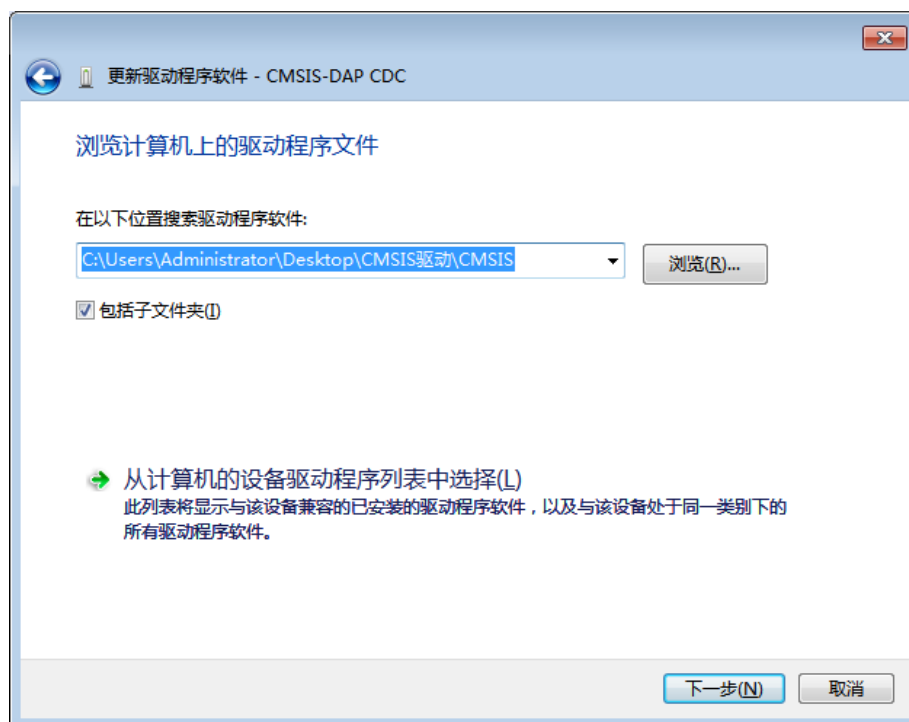 更新驱动程序软件 - CMSIS-DAP CDC
浏览计算机上的驱动程序文件
在以下位置搜索驱动程序软件:
C:\Users\Administrator\Desktop\CMSIS驱动\CMSIS
浏览(R)...
包括子文件夹(I)
从计算机的设备驱动程序列表中选择(L)
此列表将显示与该设备兼容的已安装的驱动程序软件，以及与该设备处于同一类别下的
所有驱动程序软件。
下一步(N)
取消